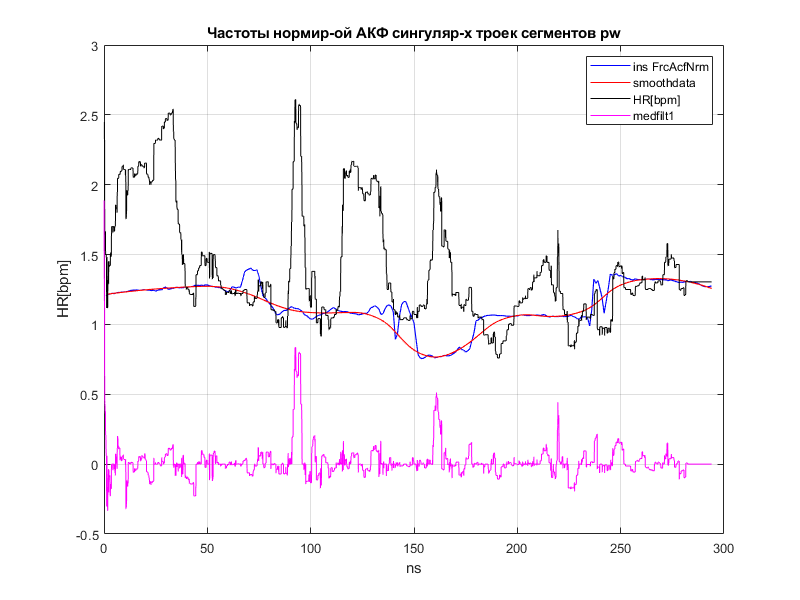 Частоты нормир-ой АКФ сингуляр-х троек сегментов pw
3
2.5
2
1.5
1
0.5
0
-0.5
HR[bpm]
0
50
100
150
200
250
300
ns
ins FrcAcfNrm
smoothdata
HR[bpm]
medfilt1